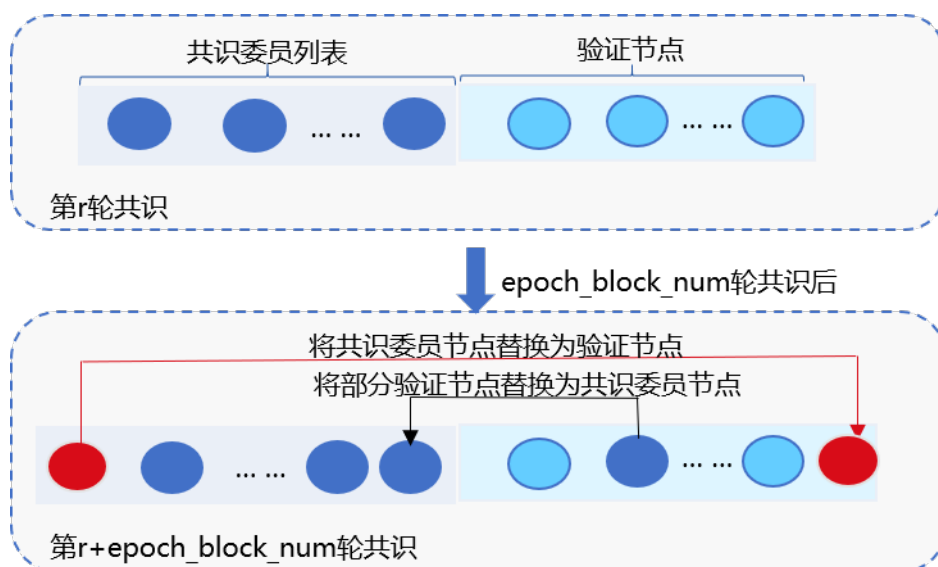 共识委员列表
验证节点
... ...
... ...
第r轮共识
epoch_block_num轮共识后
将共识委员节点替换为验证节点
将部分验证节点替换为共识委员节点
... ...
... ...
第r+epoch_block_num轮共识